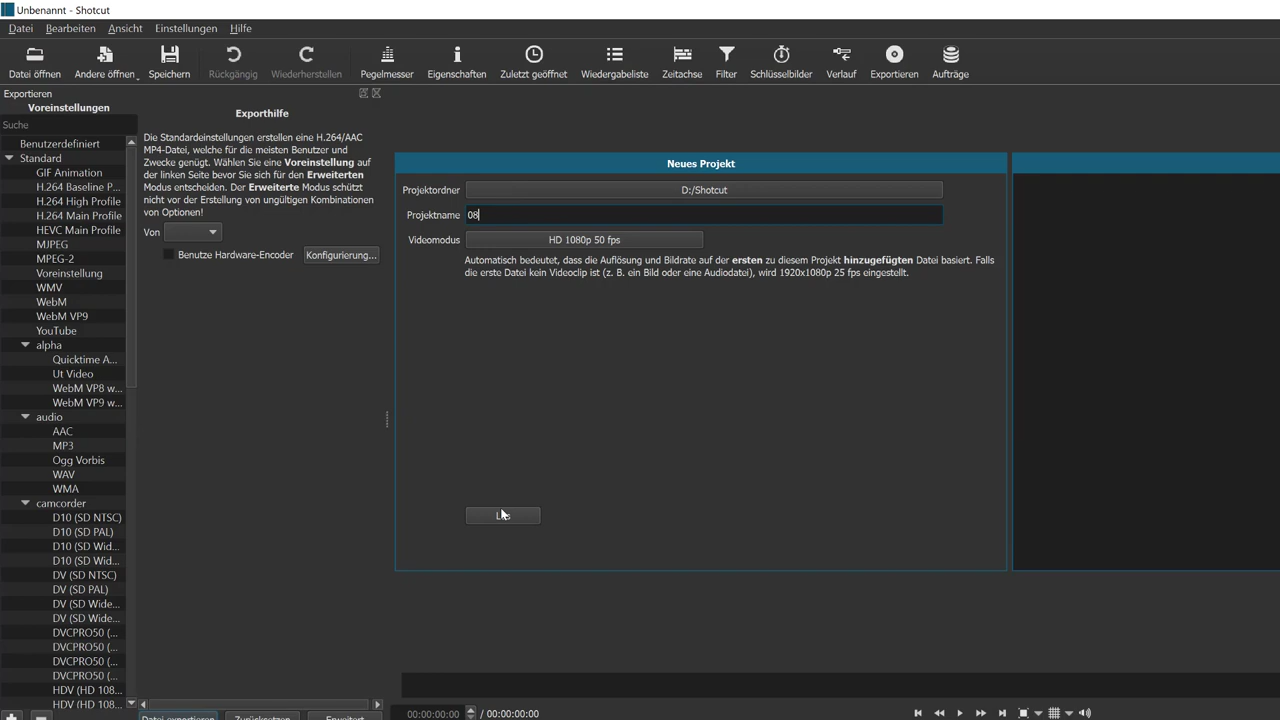 Unbenannt - Shotcut
Datei Bearbeiten Ansicht Einstellungen Hilfe
Datei öffnen Andere öffnen Speichern Rückgängig Wiederherstellen Pegelmesser Eigenschaften Zuletzt geöffnet Wiedergabeliste Zeitachse Filter Schlüsselbilder Verlauf Exportieren Aufträge
Exportieren
Voreinstellungen
Suche
Benutzerdefiniert
Standard
GIF Animation
H.264 Baseline P...
H.264 High Profile
H.264 Main Profile
HEVC Main Profile
MJPEG
MPEG-2
Voreinstellung
WMV
WebM
WebM VP9
YouTube
alpha
Quicktime A...
Ut Video
WebM VP8 w...
WebM VP9 w...
audio
AAC
MP3
Ogg Vorbis
WAV
WMA
camcorder
D10 (SD NTSC)
D10 (SD PAL)
D10 (SD Wid...
D10 (SD Wid...
DV (SD NTSC)
DV (SD PAL)
DV (SD Wide...
DV (SD Wide...
DVCPRO50 (...
DVCPRO50 (...
DVCPRO50 (...
DVCPRO50 (...
HDV (HD 108...
HDV (HD 108...
Exporthilfe
Die Standardeinstellungen erstellen eine H.264/AAC
MP4-Datei, welche für die meisten Benutzer und
Zwecke genügt. Wählen Sie eine Voreinstellung auf
der linken Seite bevor Sie sich für den Erweiterten
Modus entscheiden. Der Erweiterte Modus schützt
nicht vor der Erstellung von ungültigen Kombinationen
von Optionen!
Von
Benutze Hardware-Encoder Konfigurierung...
Datei exportieren Zurücksetzen Erweitert
Neues Projekt
Projektordner D:/Shotcut
Projektname 08
Videomodus HD 1080p 50 fps
Automatisch bedeutet, dass die Auflösung und Bildrate auf der ersten zu diesem Projekt hinzugefügten Datei basiert. Falls
die erste Datei kein Videoclip ist (z. B. ein Bild oder eine Audiodatei), wird 1920x1080p 25 fps eingestellt.
00:00:00:00 / 00:00:00:00